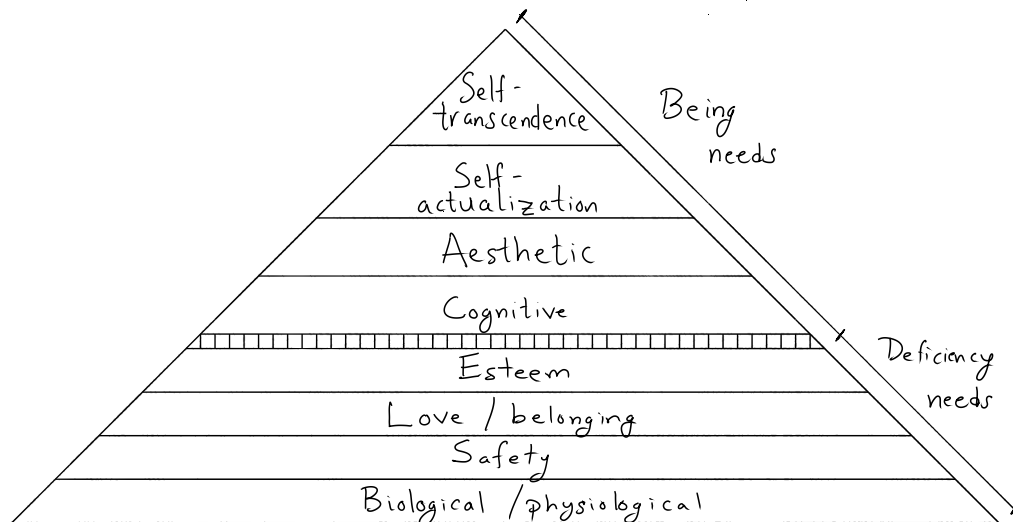 Self-
transcendence
Being
needs
Self-
actualization
Aesthetic
Cognitive
Esteem
Deficiency
needs
Love / belonging
Safety
Biological / physiological